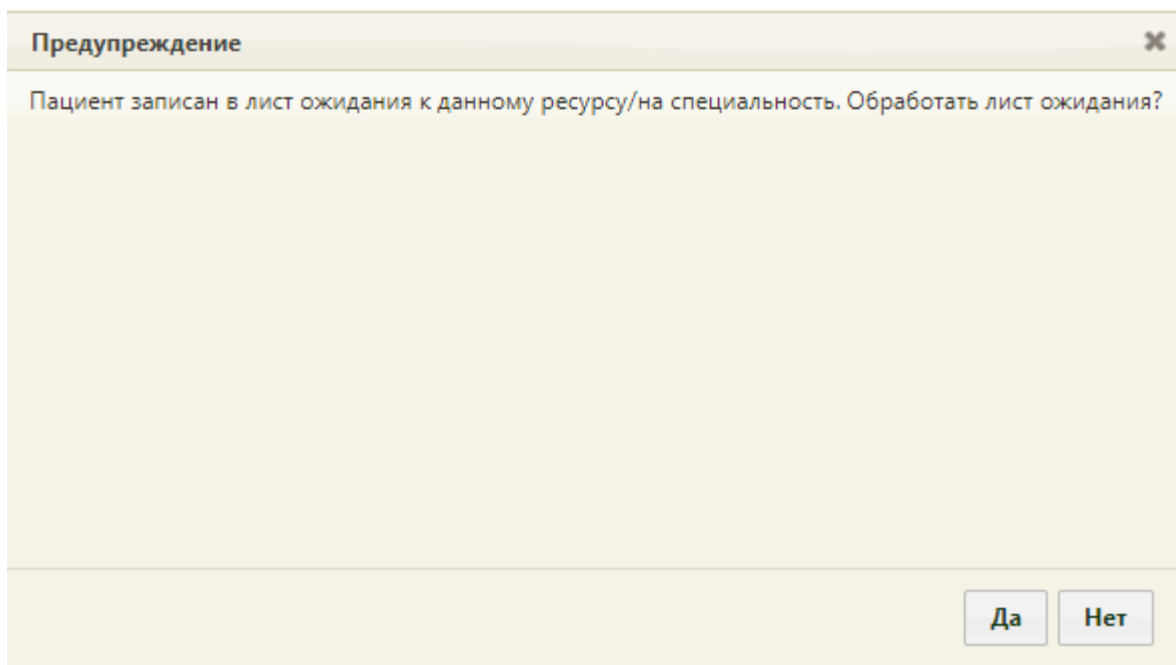 Предупреждение
Пациент записан в лист ожидания к данному ресурсу/на специальность. Обработать лист ожидания?
Да Нет